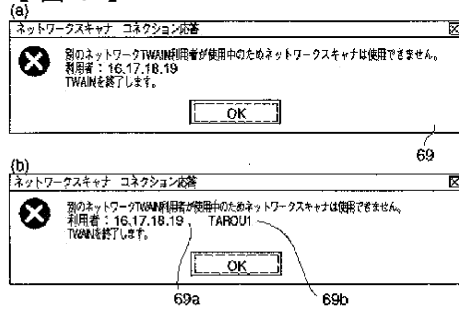 (a)
ネットワークスキャナ コネクション応答
別のネットワークTWAIN利用者が使用中のためネットワークスキャナは使用できません。
利用者：16.17.18.19
TWAINを終了します。
OK
69
(b)
ネットワークスキャナ コネクション応答
別のネットワークTWAIN利用者が使用中のためネットワークスキャナは使用できません。
利用者：16.17.18.19 TAROU1
TWAINを終了します。
OK
69a 69b